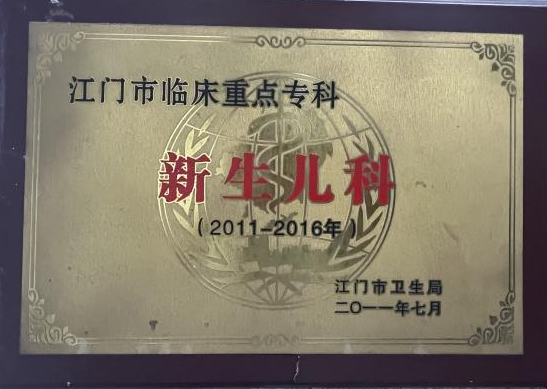 江门市临床重点专科
新生儿科
（2011-2016年）
江门市卫生局
二〇一一年七月